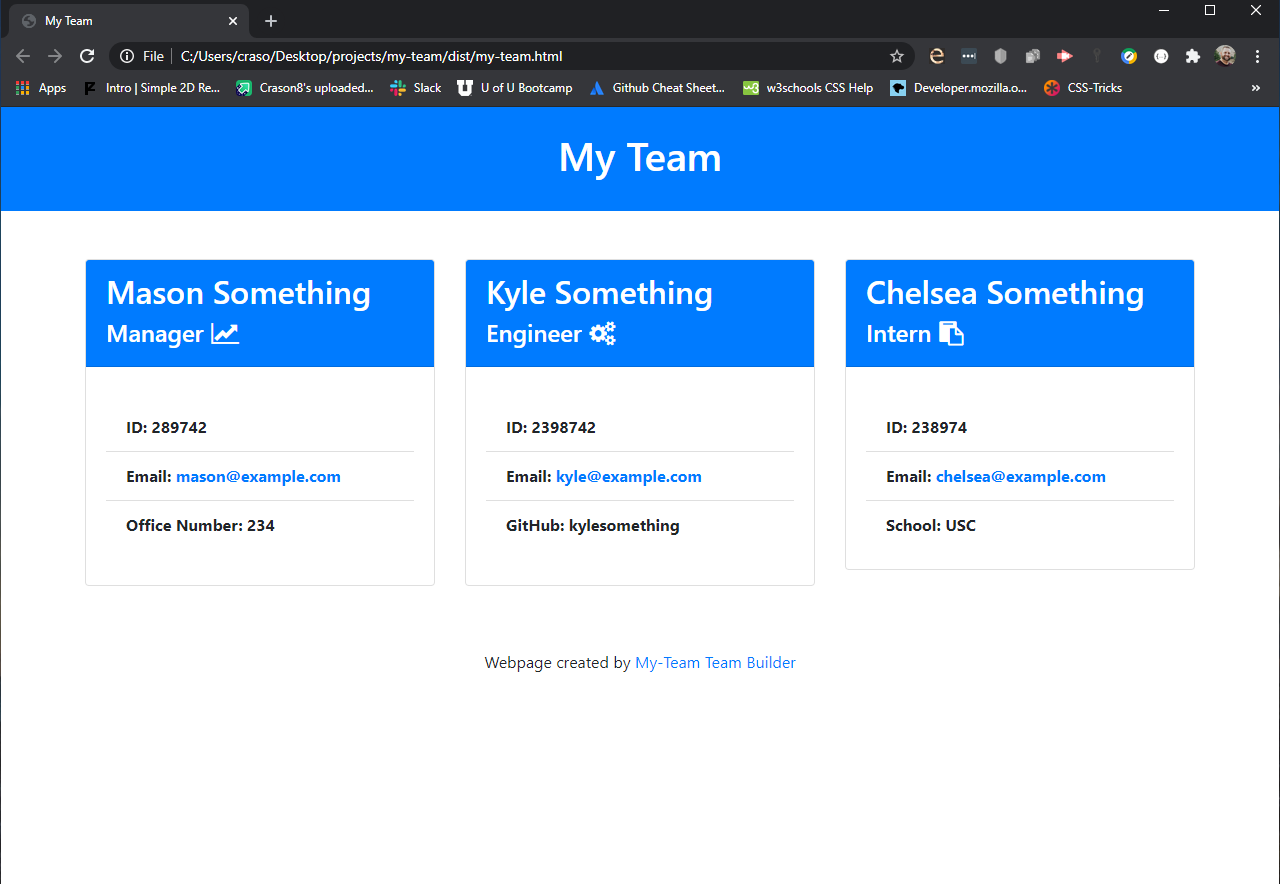 My Team
File C:/Users/craso/Desktop/projects/my-team/dist/my-team.html
Apps Intro | Simple 2D Re... Crason8's uploaded... Slack U of U Bootcamp Github Cheat Sheet... w3schools CSS Help Developer.mozilla.o... CSS-Tricks »
My Team
Mason Something
Manager
ID: 289742
Email: mason@example.com
Office Number: 234
Kyle Something
Engineer
ID: 2398742
Email: kyle@example.com
GitHub: kylesomething
Chelsea Something
Intern
ID: 238974
Email: chelsea@example.com
School: USC
Webpage created by My-Team Team Builder